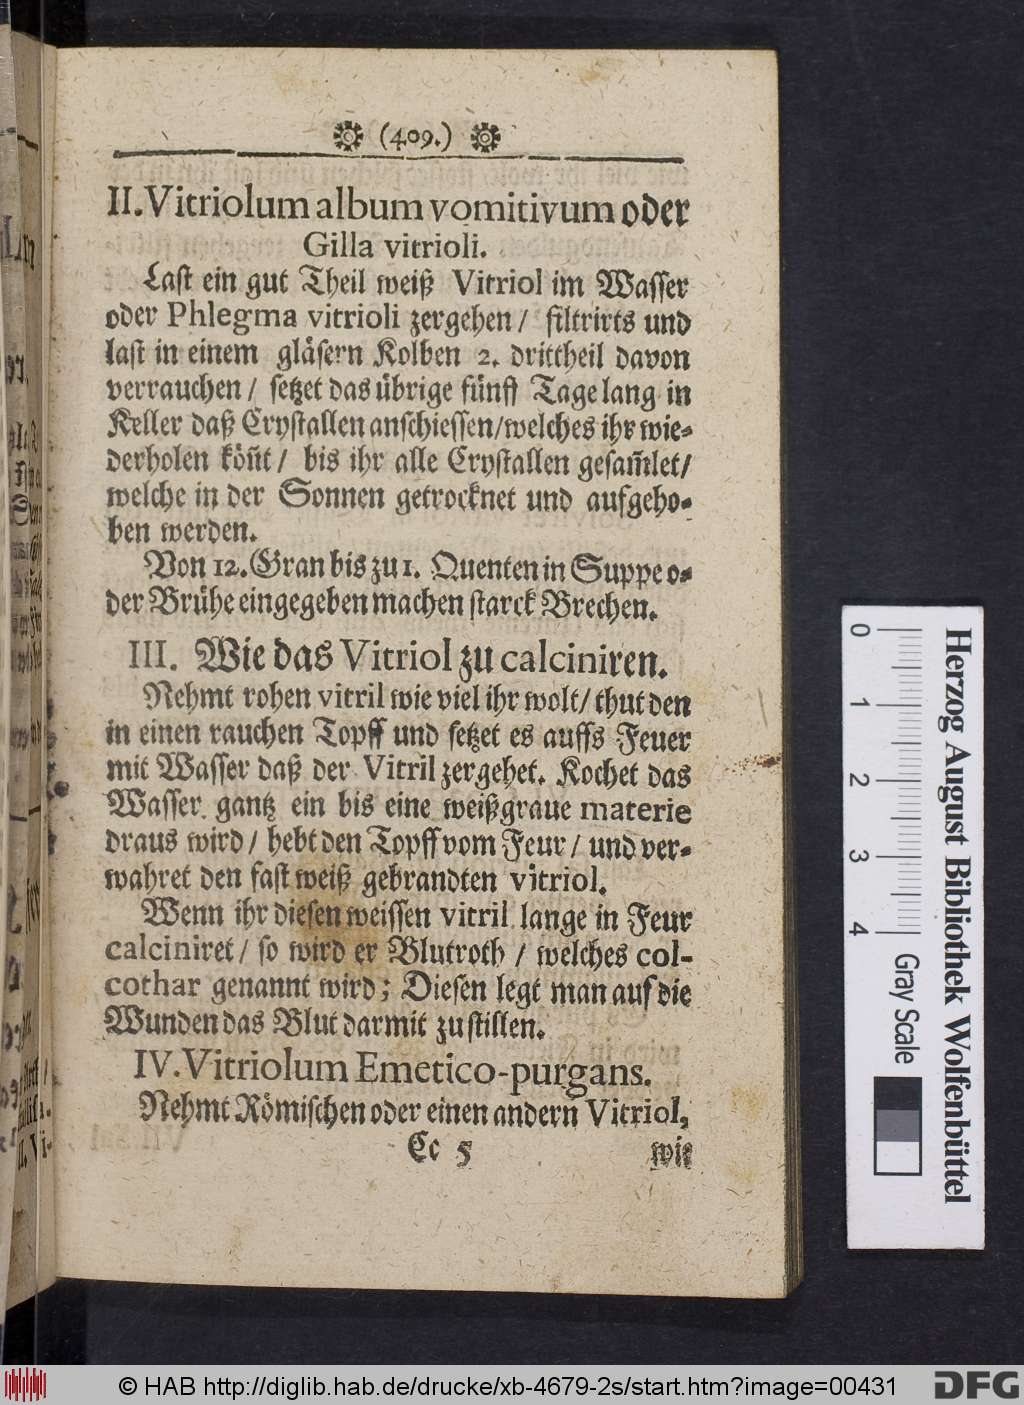 (409.)
II. Vitriolum album vomitivum oder
Gilla vitrioli.
Last ein gut Theil weiß Vitriol im Wasser
oder Phlegma vitrioli zergehen/ filtrirts und
last in einem gläsern Kolben 2. drittheil davon
verrauchen/ setzet das übrige fünff Tage lang in
Keller daß Crystallen anschiessen/welches ihr wie-
derholen kön̄t/ bis ihr alle Crystallen gesam̄let/
welche in der Sonnen getrocknet und aufgeho-
ben werden.
Von 12. Gran bis zu 1. Quenten in Suppe o-
der Brühe eingegeben machen starck Brechen.
III. Wie das Vitriol zu calciniren.
Nehmt rohen vitril wie viel ihr wolt/ thut den
in einen rauchen Topff und setzet es auffs Feuer
mit Wasser daß der Vitril zergehet. Kochet das
Wasser gantz ein bis eine weißgraue materie
draus wird/ hebt den Topff vom Feur/ und ver-
wahret den fast weiß gebrandten vitriol.
Wenn ihr diesen weissen vitril lange in Feur
calciniret/ so wird er Blutroth/ welches col-
cothar genannt wird; Diesen legt man auf die
Wunden das Blut darmit zu stillen.
IV. Vitriolum Emetico-purgans.
Nehmt Römischen oder einen andern Vitriol,
Cc 5 wie
0 1 2 3 4
Gray Scale
Herzog August Bibliothek Wolfenbüttel
© HAB http://diglib.hab.de/drucke/xb-4679-2s/start.htm?image=00431
DFG